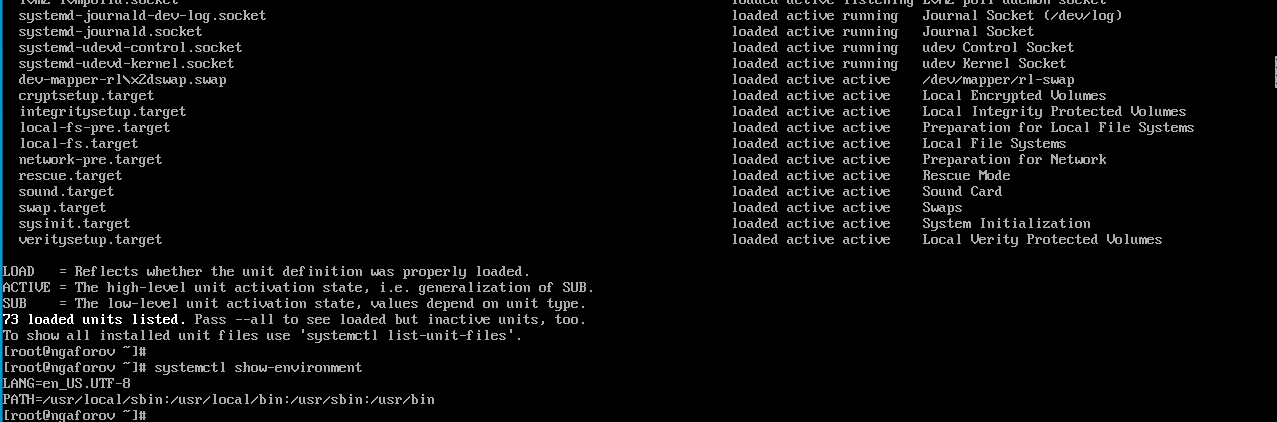 lvm2-lvmpolld.socket loaded active listening LVM2 poll daemon socket
systemd-journald-dev-log.socket loaded active running Journal Socket (/dev/log)
systemd-journald.socket loaded active running Journal Socket
systemd-udevd-control.socket loaded active running udev Control Socket
systemd-udevd-kernel.socket loaded active running udev Kernel Socket
dev-mapper-rl\x2dswap.swap loaded active active /dev/mapper/rl-swap
cryptsetup.target loaded active active Local Encrypted Volumes
integritysetup.target loaded active active Local Integrity Protected Volumes
local-fs-pre.target loaded active active Preparation for Local File Systems
local-fs.target loaded active active Local File Systems
network-pre.target loaded active active Preparation for Network
rescue.target loaded active active Rescue Mode
sound.target loaded active active Sound Card
swap.target loaded active active Swaps
sysinit.target loaded active active System Initialization
veritysetup.target loaded active active Local Verity Protected Volumes
LOAD = Reflects whether the unit definition was properly loaded.
ACTIVE = The high-level unit activation state, i.e. generalization of SUB.
SUB = The low-level unit activation state, values depend on unit type.
73 loaded units listed. Pass --all to see loaded but inactive units, too.
To show all installed unit files use 'systemctl list-unit-files'.
[root@ngaforov ~]#
[root@ngaforov ~]# systemctl show-environment
LANG=en_US.UTF-8
PATH=/usr/local/sbin:/usr/local/bin:/usr/sbin:/usr/bin
[root@ngaforov ~]#